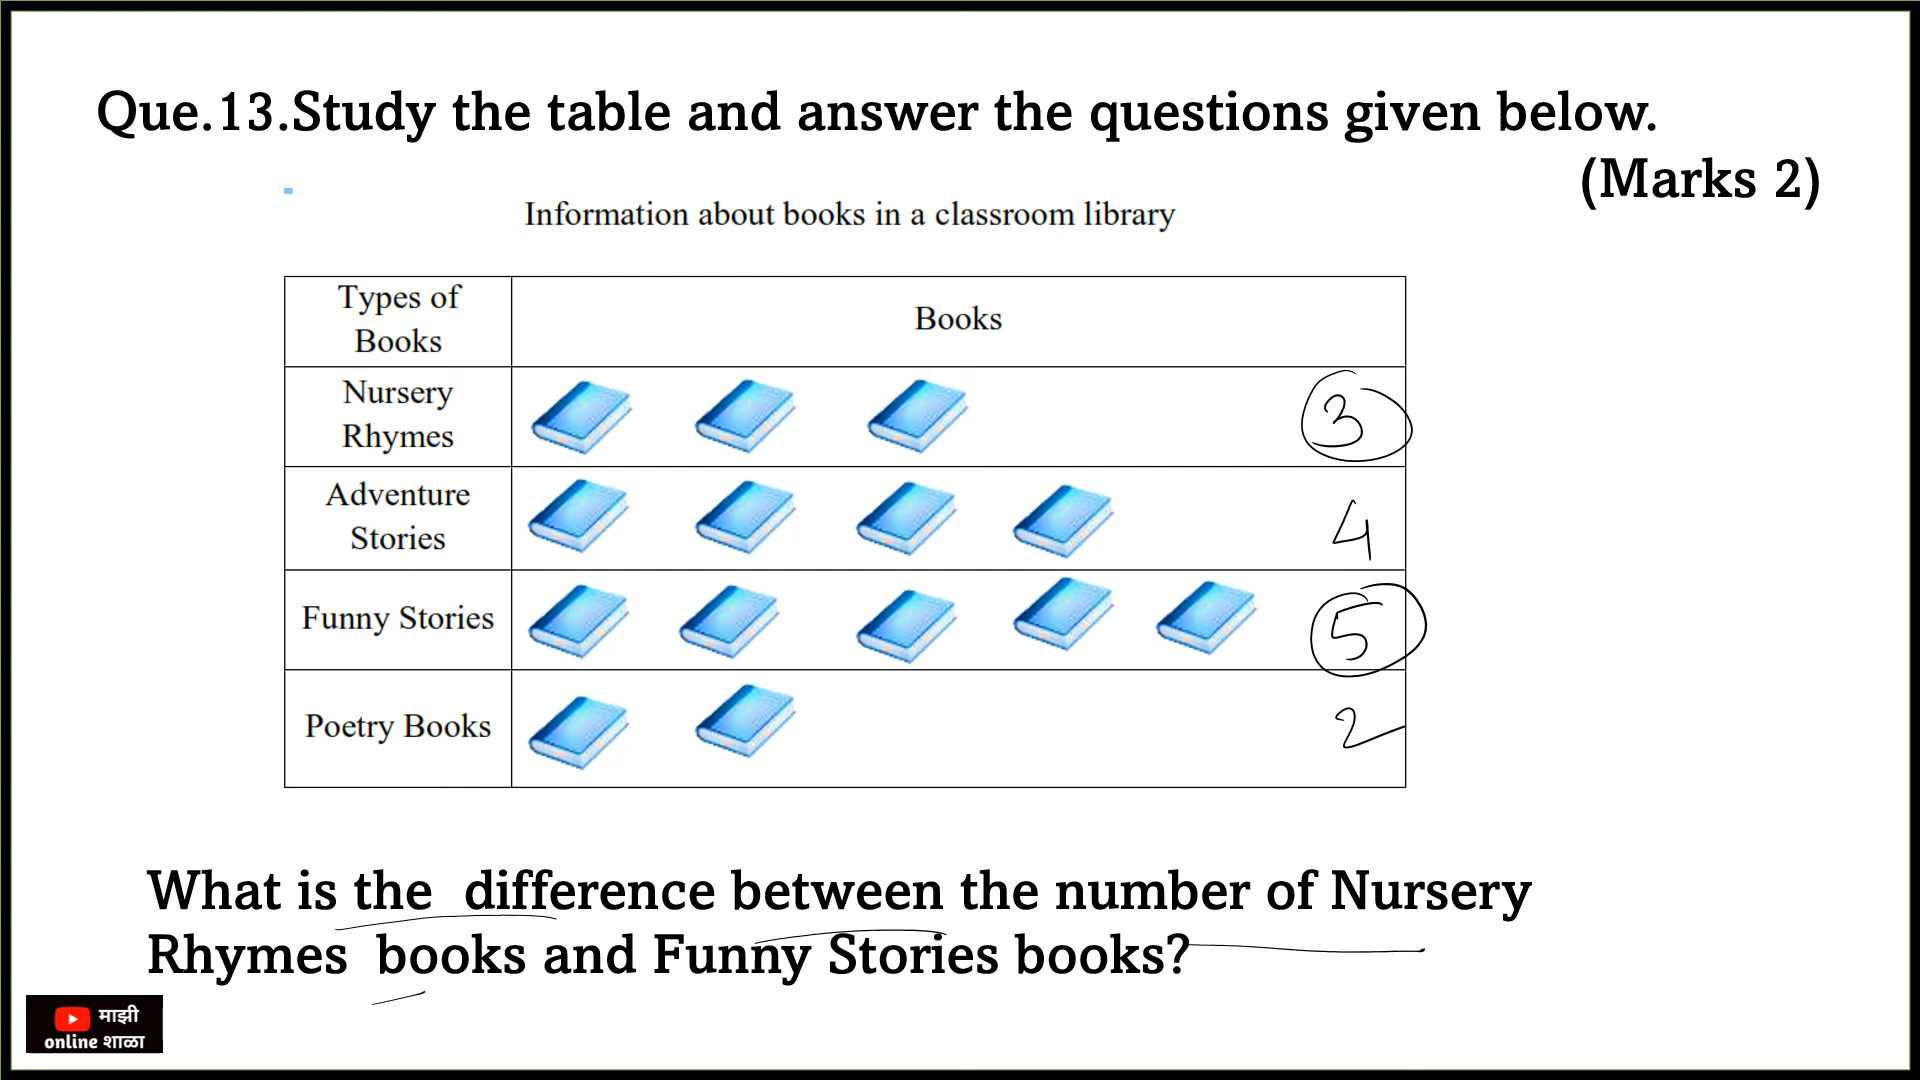 Que.13.Study the table and answer the questions given below.
(Marks 2)
Information about books in a classroom library
Types of
Books
Books
Nursery
Rhymes
3
Adventure
Stories
4
Funny Stories
5
Poetry Books
2
What is the difference between the number of Nursery
Rhymes books and Funny Stories books?
माझी
online शाळा